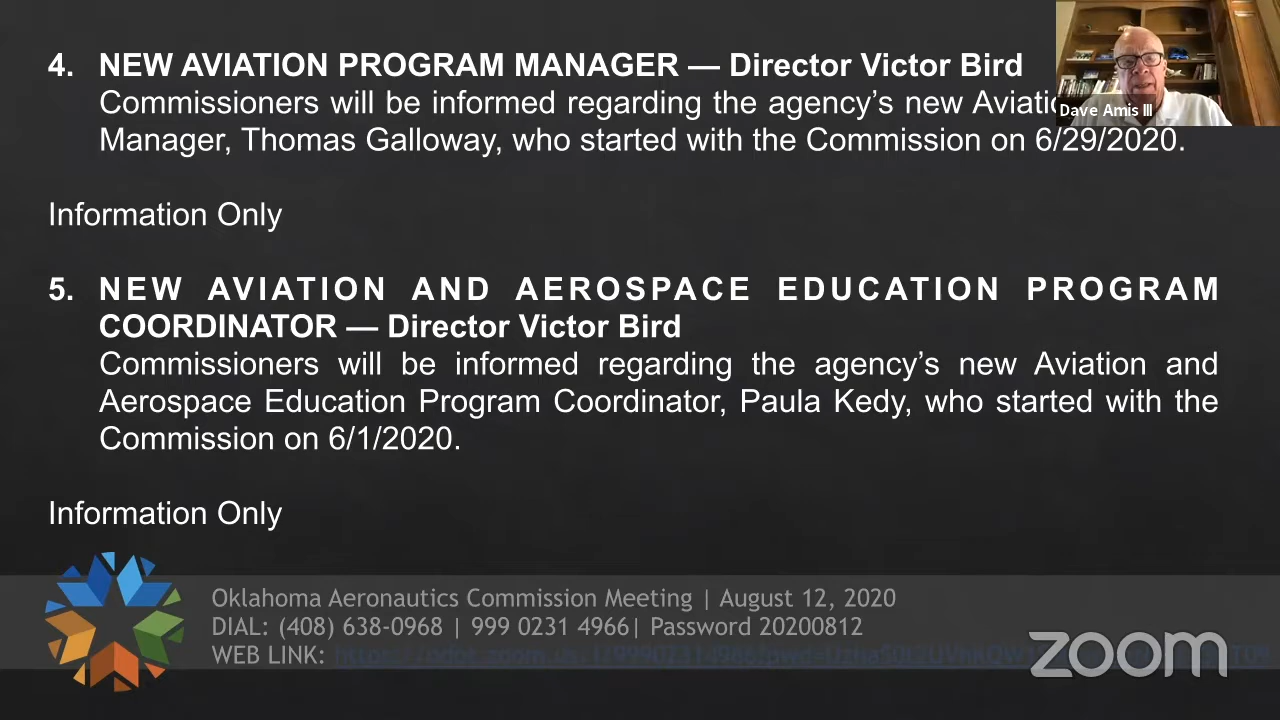 4. NEW AVIATION PROGRAM MANAGER — Director Victor Bird
Commissioners will be informed regarding the agency’s new
Manager, Thomas Galloway, who started with the Commission on 6/29/2020.
Dave Amis III
Information Only
5. NEW AVIATION AND AEROSPACE EDUCATION PROGRAM
COORDINATOR — Director Victor Bird
Commissioners will be informed regarding the agency’s new Aviation and
Aerospace Education Program Coordinator, Paula Kedy, who started with the
Commission on 6/1/2020.
Information Only
Oklahoma Aeronautics Commission Meeting | August 12, 2020
DIAL: (408) 638-0968 | 999 0231 4966| Password 20200812
WEB LINK:
zoom